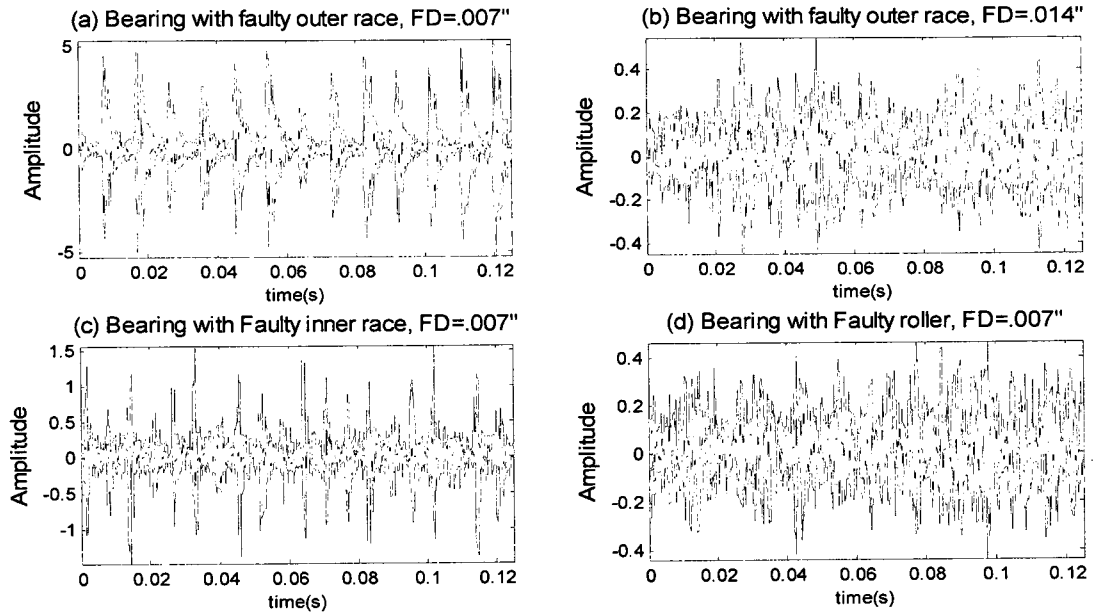 (a) Bearing with faulty outer race, FD=.007"
5
0
-5
Amplitude
0 0.02 0.04 0.06 0.08 0.1 0.12
time(s)
(b) Bearing with faulty outer race, FD=.014"
0.4
0.2
0
-0.2
-0.4
Amplitude
0 0.02 0.04 0.06 0.08 0.1 0.12
time(s)
(c) Bearing with Faulty inner race, FD=.007"
1.5
1
0.5
0
-0.5
-1
Amplitude
0 0.02 0.04 0.06 0.08 0.1 0.12
time(s)
(d) Bearing with Faulty roller, FD=.007"
0.4
0.2
0
-0.2
-0.4
Amplitude
0 0.02 0.04 0.06 0.08 0.1 0.12
time(s)